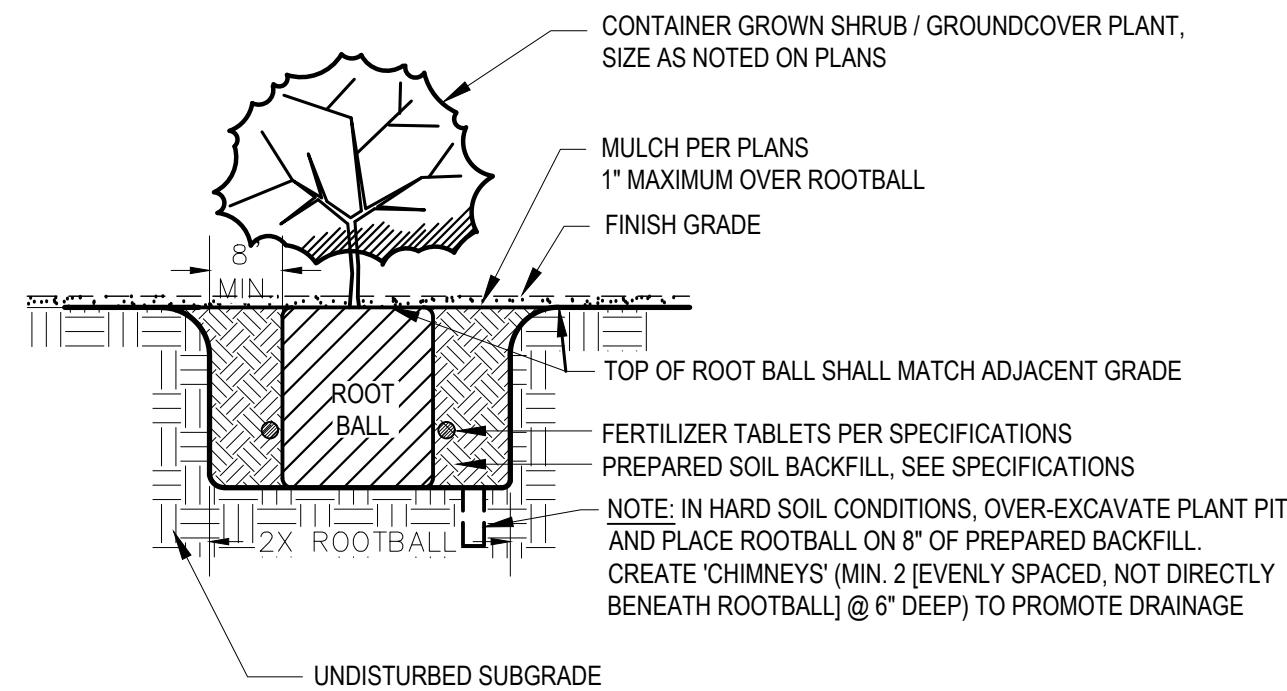 CONTAINER GROWN SHRUB / GROUNDCOVER PLANT,
SIZE AS NOTED ON PLANS
MULCH PER PLANS
1" MAXIMUM OVER ROOTBALL
FINISH GRADE
8"
MIN.
TOP OF ROOT BALL SHALL MATCH ADJACENT GRADE
ROOT
BALL
FERTILIZER TABLETS PER SPECIFICATIONS
PREPARED SOIL BACKFILL, SEE SPECIFICATIONS
NOTE: IN HARD SOIL CONDITIONS, OVER-EXCAVATE PLANT PIT
AND PLACE ROOTBALL ON 8" OF PREPARED BACKFILL.
CREATE 'CHIMNEYS' (MIN. 2 [EVENLY SPACED, NOT DIRECTLY
BENEATH ROOTBALL] @ 6" DEEP) TO PROMOTE DRAINAGE
2X ROOTBALL
UNDISTURBED SUBGRADE